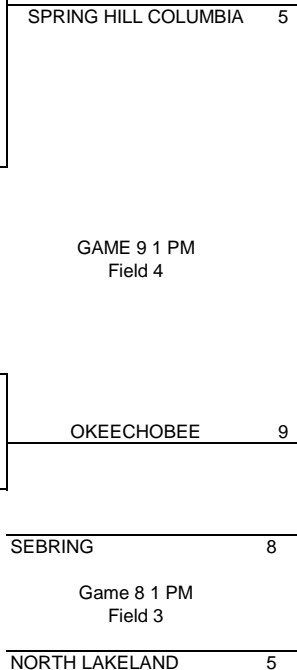 SPRING HILL COLUMBIA 5
GAME 9 1 PM
Field 4
OKEECHOBEE 9
SEBRING 8
Game 8 1 PM
Field 3
NORTH LAKELAND 5